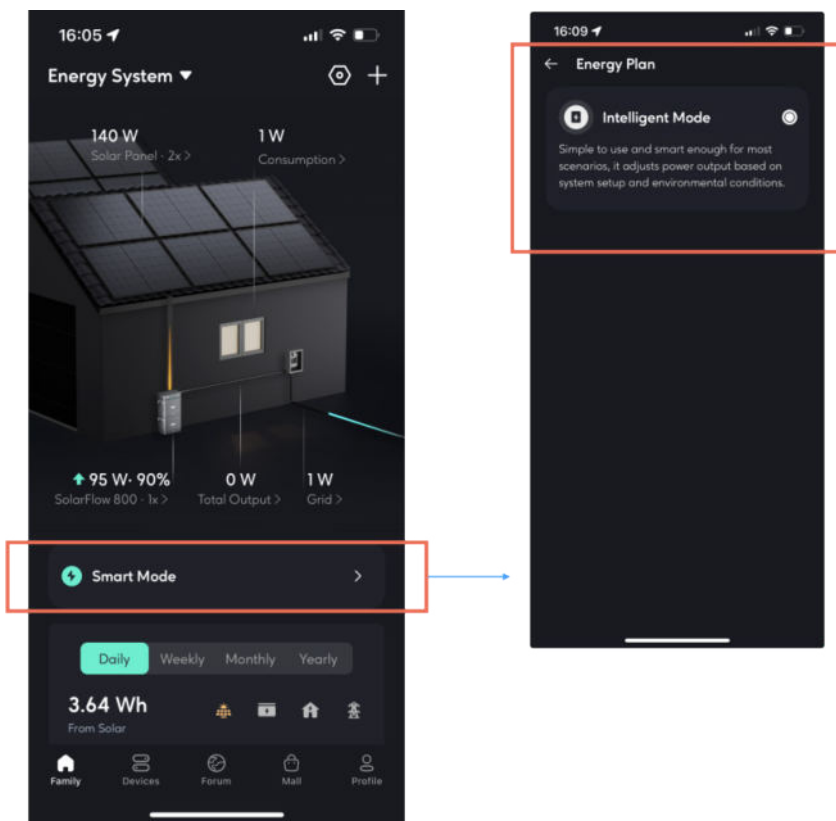 16:05
Energy System ▼
140 W
Solar Panel · 2x >
1 W
Consumption >
95 W· 90%
SolarFlow 800 · 1x >
0 W
Total Output >
1 W
Grid >
Smart Mode
Daily Weekly Monthly Yearly
3.64 Wh
From Solar
Family Devices Forum Mall Profile
16:09
Energy Plan
Intelligent Mode
Simple to use and smart enough for most
scenarios, it adjusts power output based on
system setup and environmental conditions.